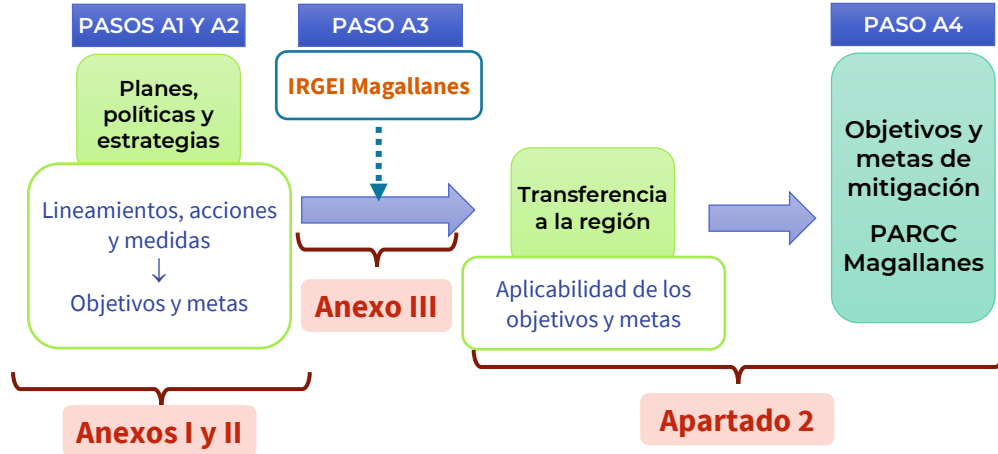 PASOS A1 Y A2
Planes,
políticas y
estrategias
Lineamientos, acciones
y medidas
↓
Objetivos y metas
Anexos I y II
PASO A3
IRGEI Magallanes
Anexo III
Transferencia
a la región
Aplicabilidad de los
objetivos y metas
PASO A4
Objetivos y
metas de
mitigación
PARCC
Magallanes
Apartado 2